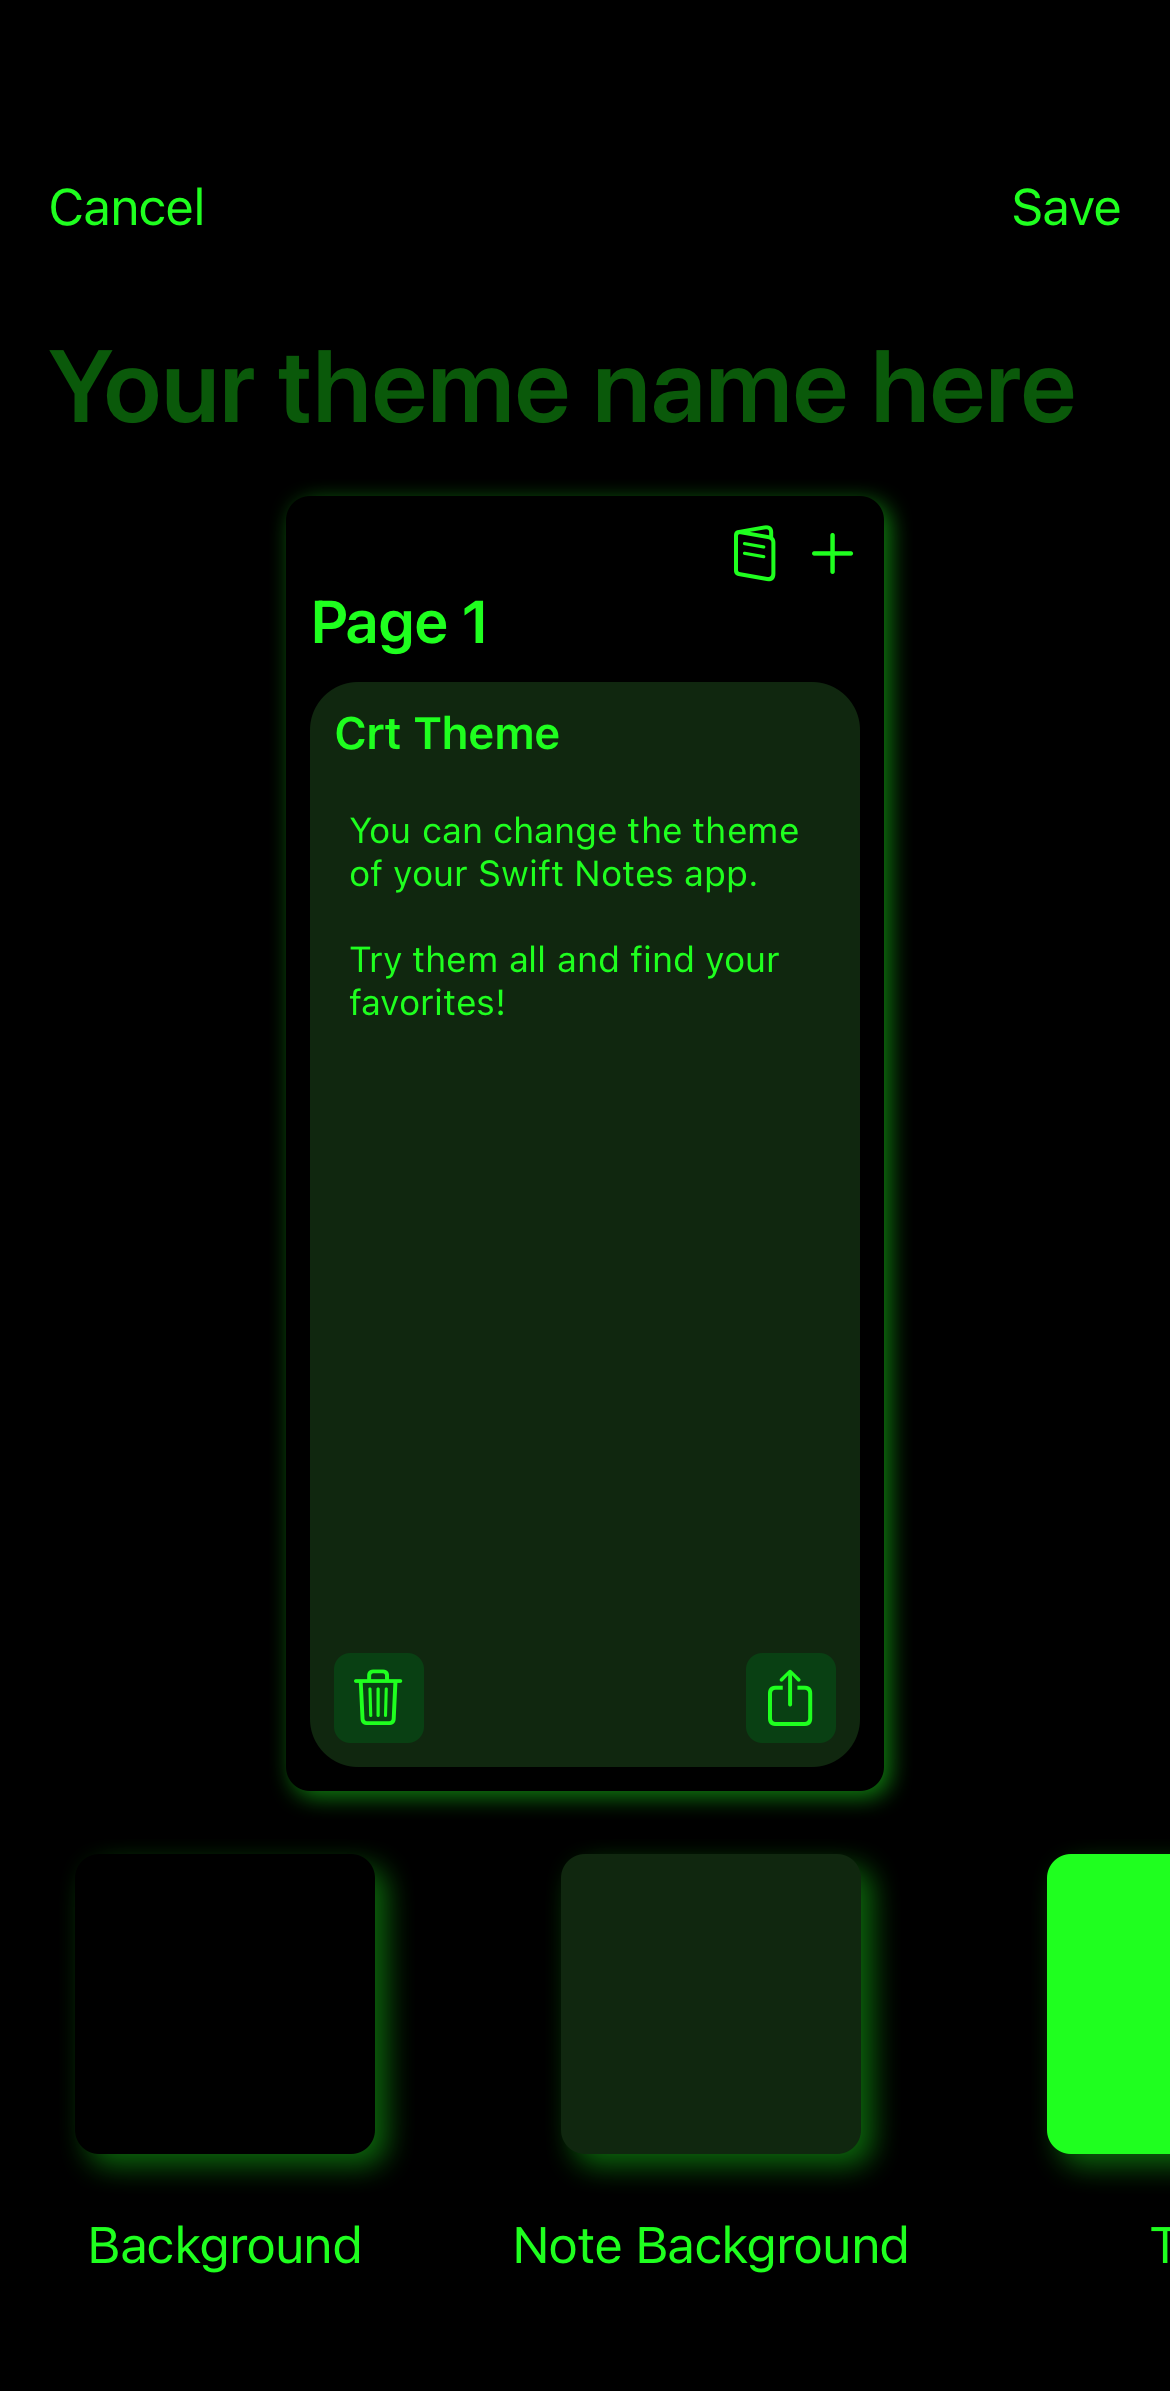 Cancel
Save
Your theme name here
Page 1
Crt Theme
You can change the theme
of your Swift Notes app.
Try them all and find your
favorites!
Background
Note Background